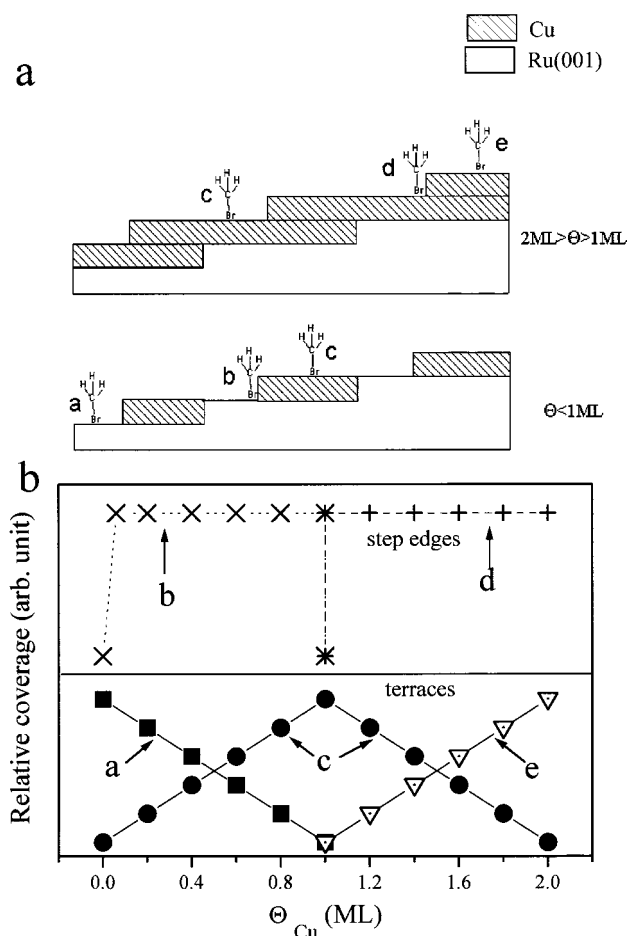 Cu
Ru(001)
a
H H H
C
Br
e
H H H
C
Br
d
H H H
C
Br
c
2ML>Θ>1ML
H H H
C
Br
c
H H H
C
Br
b
H H H
C
Br
a
Θ<1ML
b
Relative coverage (arb. unit)
step edges
b
d
terraces
a
c
e
0.0 0.4 0.8 1.2 1.6 2.0
Θ Cu (ML)